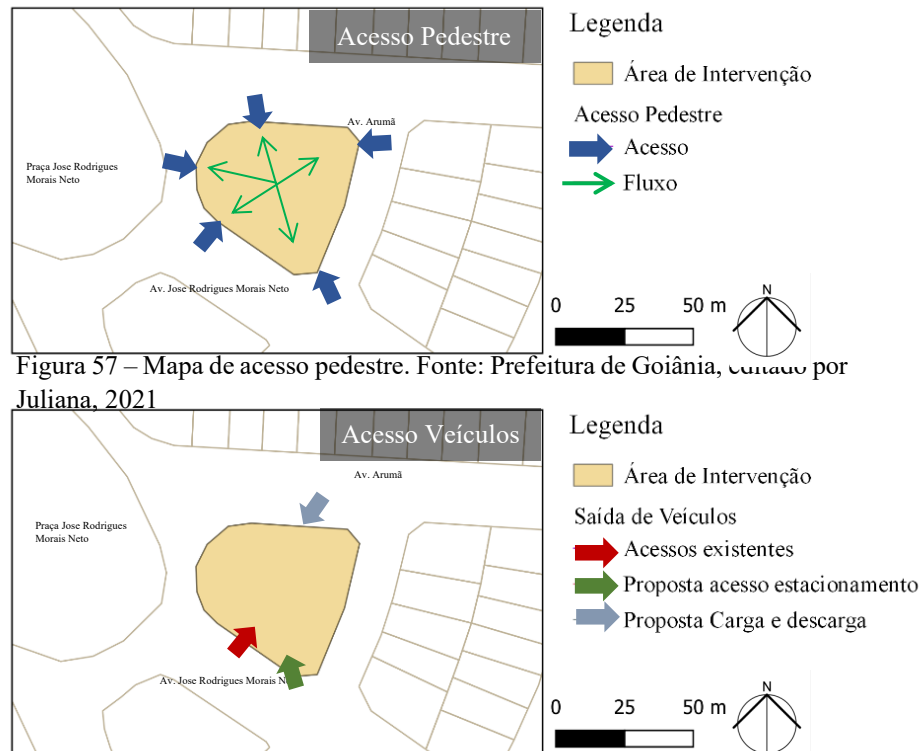 Acesso Pedestre
Av. Arumã
Praça Jose Rodrigues
Morais Neto
Av. Jose Rodrigues Morais Neto
Legenda
Área de Intervenção
Acesso Pedestre
Acesso
Fluxo
0 25 50 m
N
Figura 57 – Mapa de acesso pedestre. Fonte: Prefeitura de Goiânia, editado por
Juliana, 2021
Acesso Veículos
Av. Arumã
Praça Jose Rodrigues
Morais Neto
Av. Jose Rodrigues Morais
Legenda
Área de Intervenção
Saída de Veículos
Acessos existentes
Proposta acesso estacionamento
Proposta Carga e descarga
0 25 50 m
N